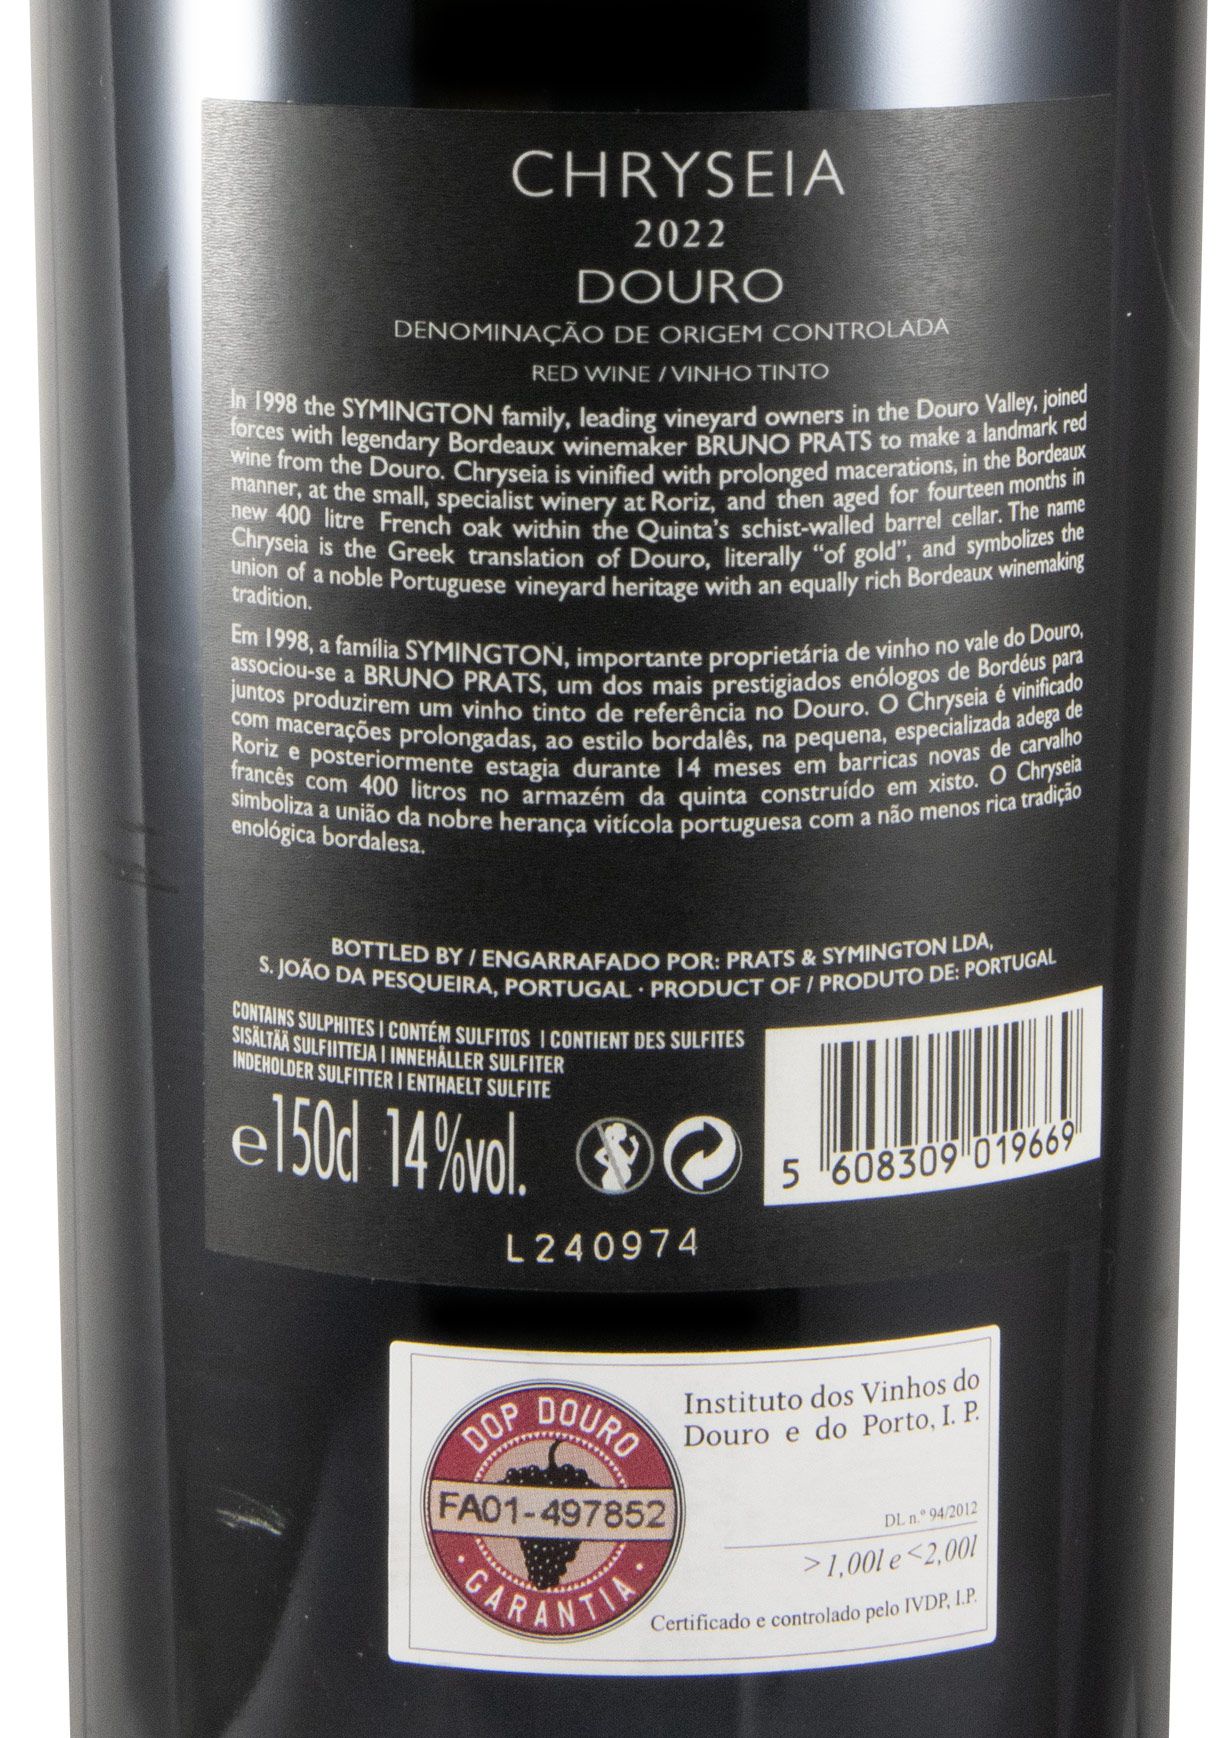 CHRYSEIA
2022
DOURO
DENOMINAÇÃO DE ORIGEM CONTROLADA
RED WINE / VINHO TINTO
In 1998 the SYMINGTON family, leading vineyard owners in the Douro Valley, joined
forces with legendary Bordeaux winemaker BRUNO PRATS to make a landmark red
wine from the Douro. Chryseia is vinified with prolonged macerations, in the Bordeaux
manner, at the small, specialist winery at Roriz, and then aged for fourteen months in
new 400 litre French oak within the Quinta's schist-walled barrel cellar. The name
Chryseia is the Greek translation of Douro, literally "of gold", and symbolizes the
union of a noble Portuguese vineyard heritage with an equally rich Bordeaux winemaking
tradition.
Em 1998, a família SYMINGTON, importante proprietária de vinho no vale do Douro,
associou-se a BRUNO PRATS, um dos mais prestigiados enólogos de Bordéus para
juntos produzirem um vinho tinto de referência no Douro. O Chryseia é vinificado
com macerações prolongadas, ao estilo bordalês, na pequena, especializada adega de
Roriz e posteriormente estagia durante 14 meses em barricas novas de carvalho
francês com 400 litros no armazém da quinta construído em xisto. O Chryseia
simboliza a união da nobre herança vitícola portuguesa com a não menos rica tradição
enológica bordalesa.
BOTTLED BY / ENGARRAFADO POR: PRATS & SYMINGTON LDA,
S. JOÃO DA PESQUEIRA, PORTUGAL · PRODUCT OF / PRODUTO DE: PORTUGAL
CONTAINS SULPHITES | CONTÉM SULFITOS | CONTIENT DES SULFITES
SISÄLTÄÄ SULFIITTEJA | INNEHÅLLER SULFITER
INDEHOLDER SULFITTER | ENTHAELT SULFITE
e150cl 14%vol.
5 608309 019669
L240974
DOP DOURO
FA01-497852
· GARANTIA ·
Instituto dos Vinhos do
Douro e do Porto, I. P.
DL n.º 94/2012
>1,00l e <2,00l
Certificado e controlado pelo IVDP, I.P.